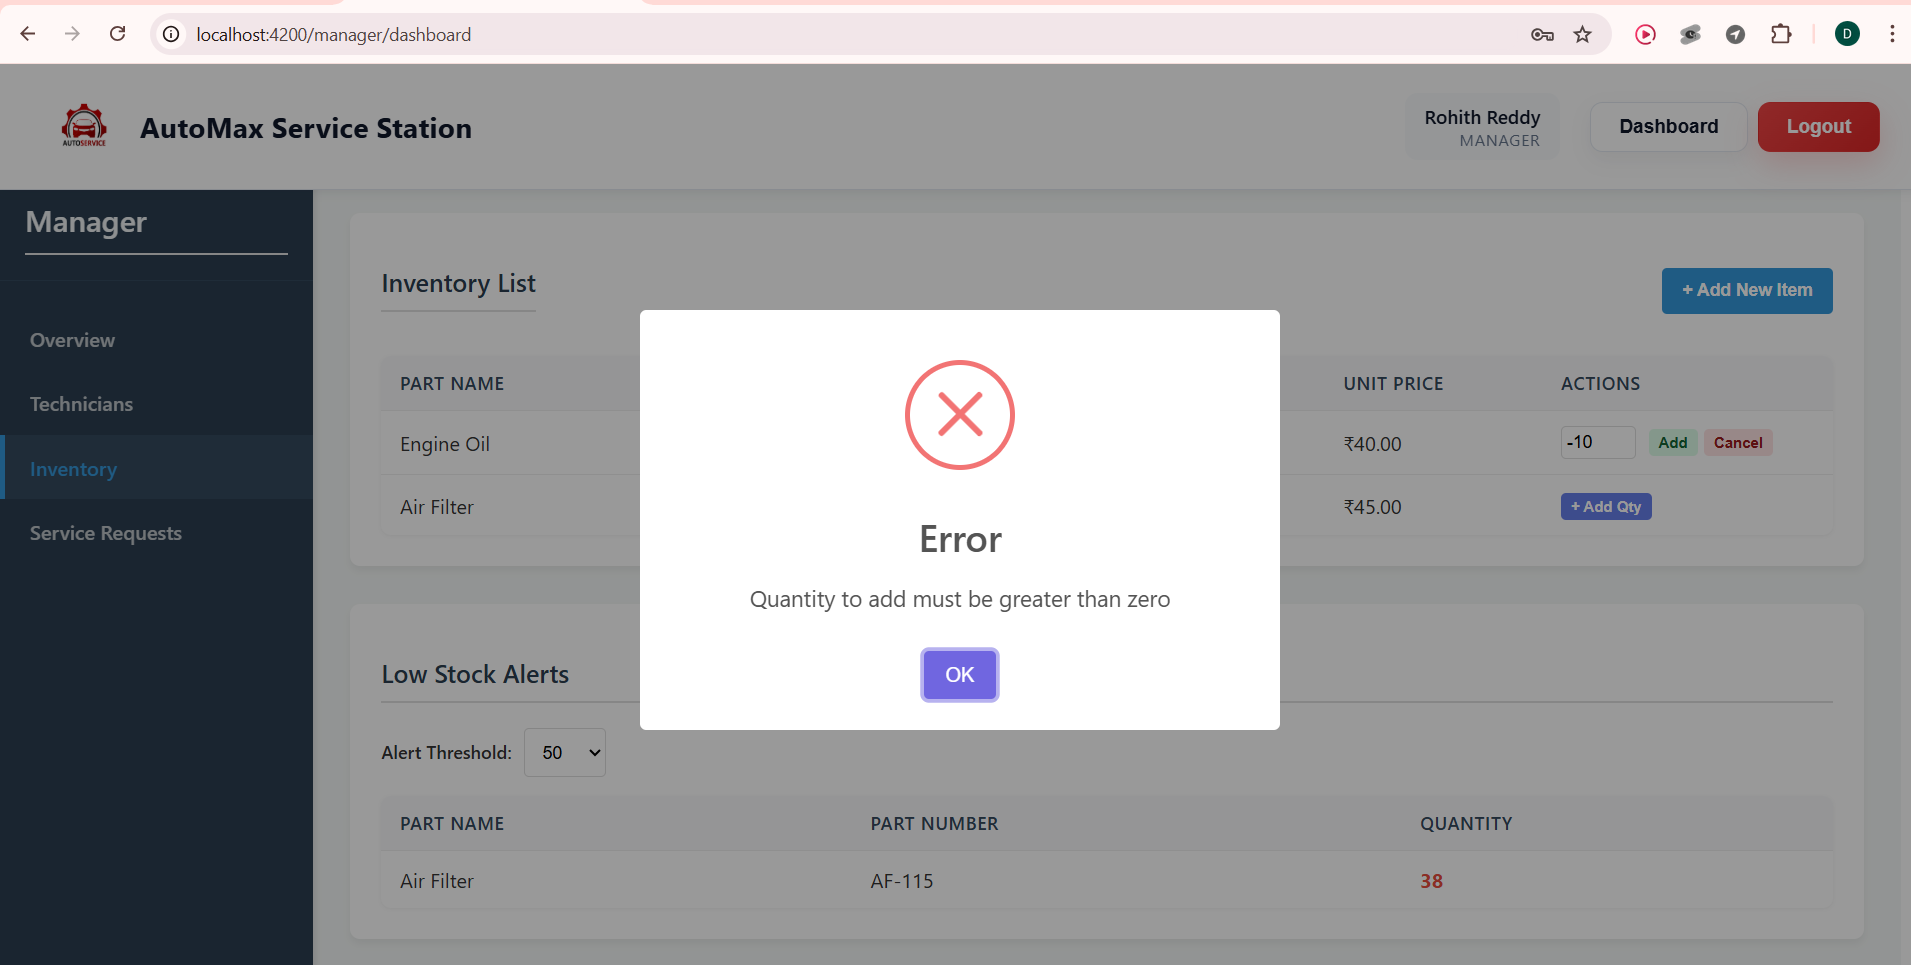 localhost:4200/manager/dashboard
D
AUTOSERVICE
AutoMax Service Station
Rohith Reddy
MANAGER
Dashboard
Logout
Manager
Overview
Technicians
Inventory
Service Requests
Inventory List
+ Add New Item
PART NAME UNIT PRICE ACTIONS
Engine Oil ₹40.00 -10 Add Cancel
Air Filter ₹45.00 + Add Qty
Error
Quantity to add must be greater than zero
OK
Low Stock Alerts
Alert Threshold: 50
PART NAME PART NUMBER QUANTITY
Air Filter AF-115 38